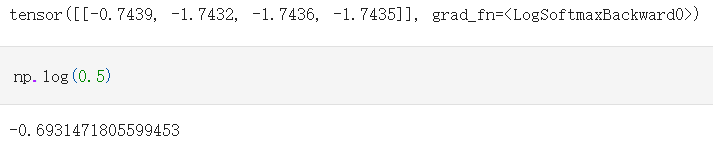 tensor([[-0.7439, -1.7432, -1.7436, -1.7435]], grad_fn=<LogSoftmaxBackward0>)
np.log(0.5)
-0.6931471805599453